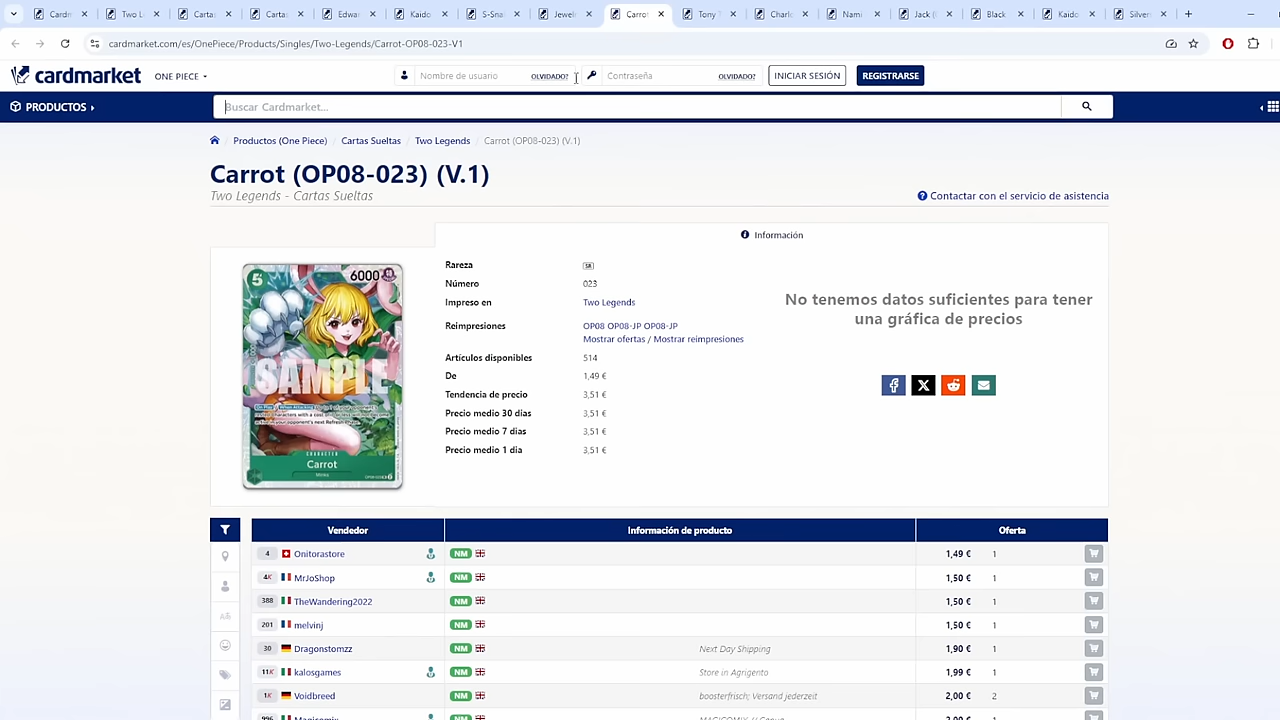 Cardm
Two L
Cartas
Cartas
Edwar
Kaido
S-Snak
Jewelr
Carrot
Tony T
Charlo
Nami
Jack (
Black
Kaido
Silvers
cardmarket.com/es/OnePiece/Products/Singles/Two-Legends/Carrot-OP08-023-V1
cardmarket
ONE PIECE
Nombre de usuario
OLVIDADO?
Contraseña
OLVIDADO?
INICIAR SESIÓN
REGISTRARSE
PRODUCTOS
Buscar Cardmarket...
/ Productos (One Piece) / Cartas Sueltas / Two Legends / Carrot (OP08-023) (V.1)
Carrot (OP08-023) (V.1)
Two Legends - Cartas Sueltas
Contactar con el servicio de asistencia
Información
5
6000
SAMPLE
CHARACTER
Carrot
Rareza SR
Número 023
Impreso en Two Legends
Reimpresiones OP08 OP08-JP OP08-JP
Mostrar ofertas / Mostrar reimpresiones
Artículos disponibles 514
De 1,49 €
Tendencia de precio 3,51 €
Precio medio 30 días 3,51 €
Precio medio 7 días 3,51 €
Precio medio 1 día 3,51 €
No tenemos datos suficientes para tener
una gráfica de precios
Vendedor Información de producto Oferta
4 Onitorastore NM 1,49 € 1
4K MrJoShop NM 1,50 € 1
388 TheWandering2022 NM 1,50 € 1
201 melvinj NM 1,50 € 1
30 Dragonstomzz NM Next Day Shipping 1,90 € 1
11K kalosgames NM Store in Agrigento 1,99 € 1
1K Voidbreed NM boosterfrisch; Versand jederzeit 2,00 € 2